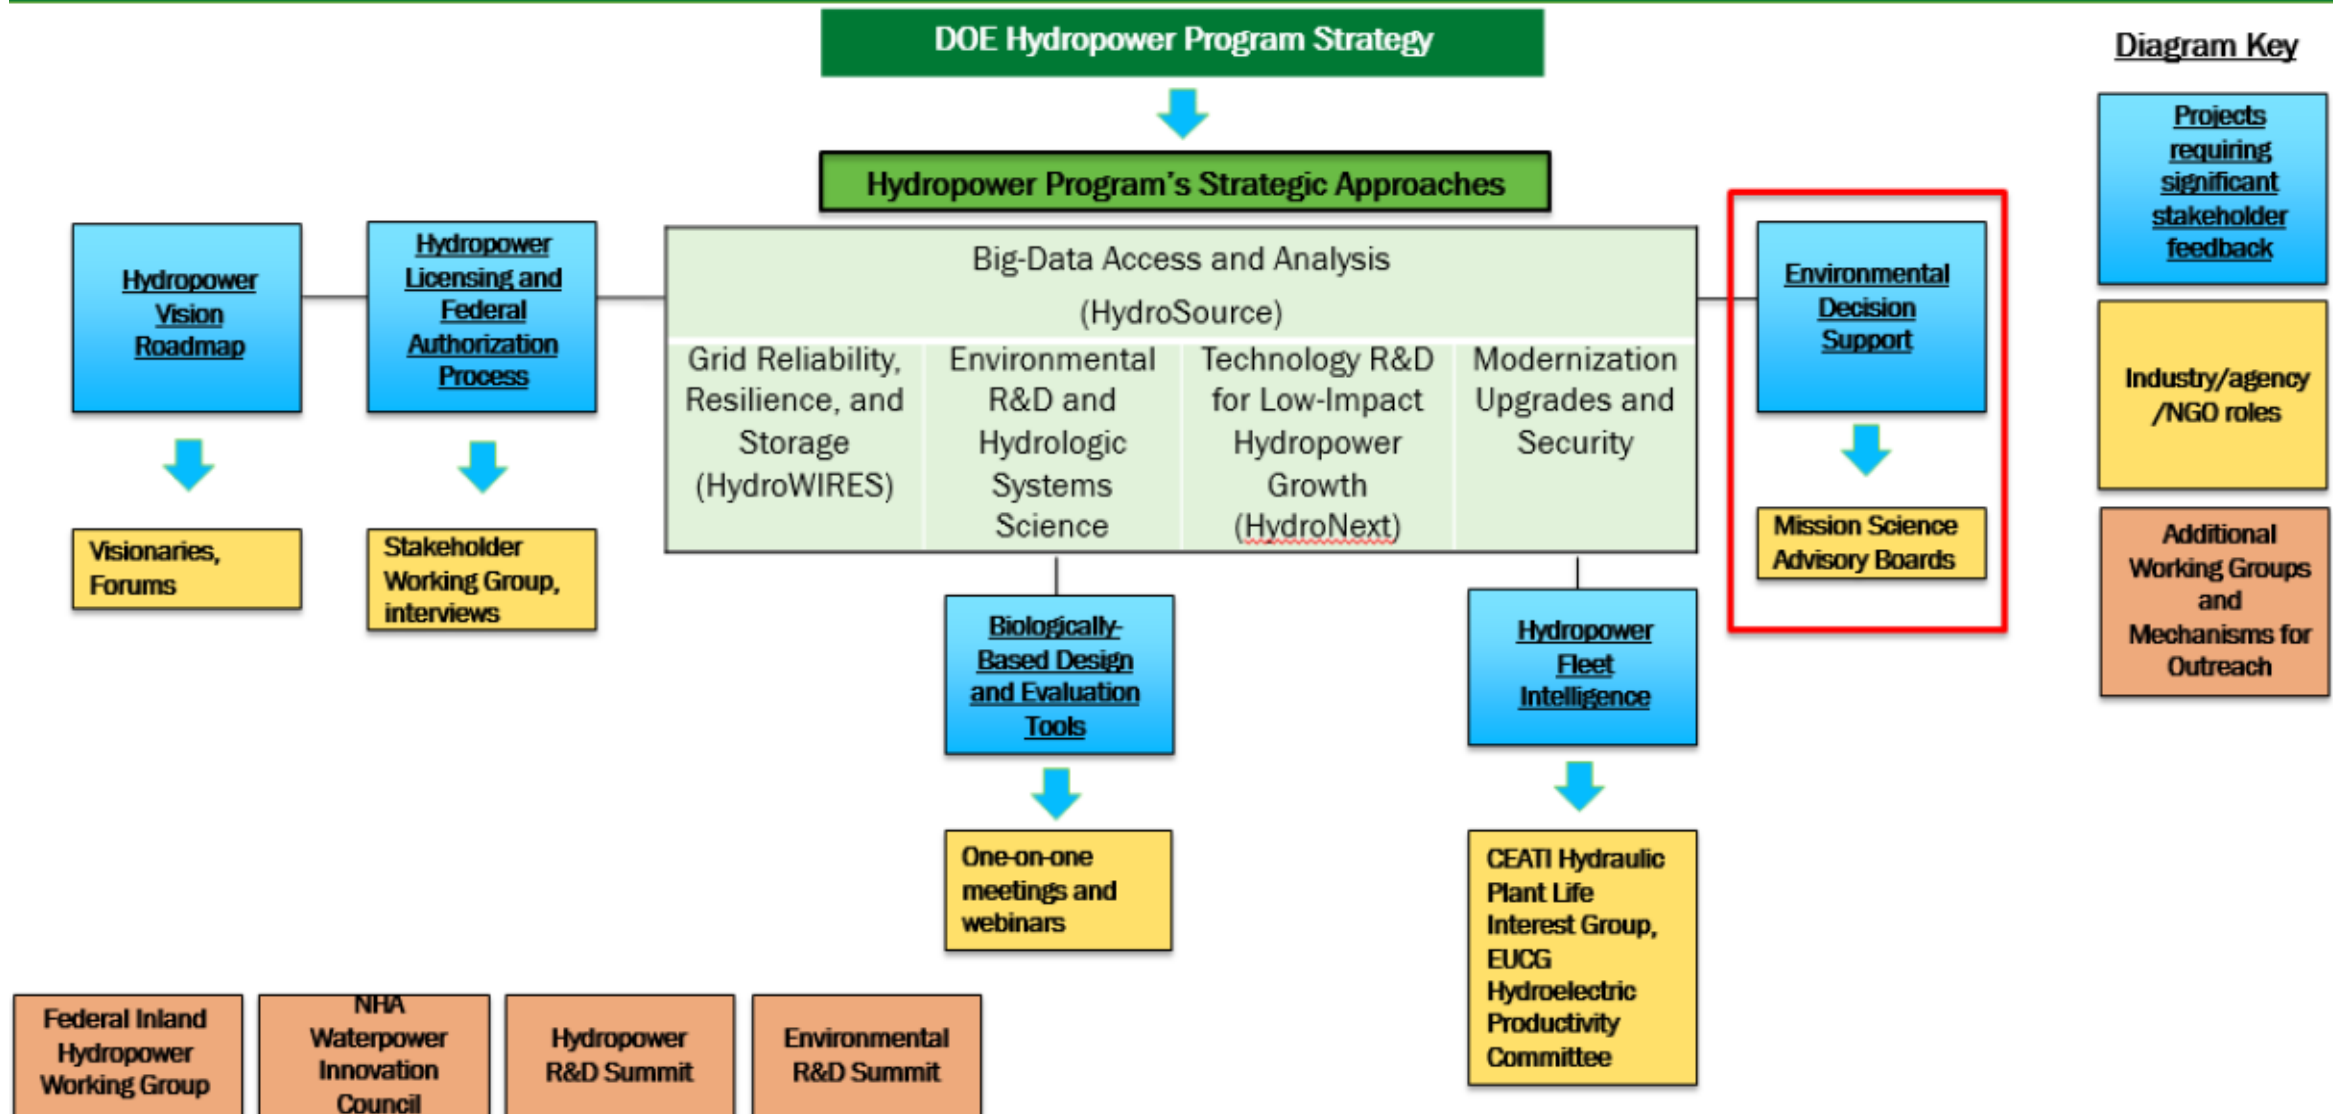 DOE Hydropower Program Strategy
Diagram Key
Hydropower Program's Strategic Approaches
Projects
requiring
significant
stakeholder
feedback
Industry/agency
/NGO roles
Additional
Working Groups
and
Mechanisms for
Outreach
Hydropower
Vision
Roadmap
Hydropower
Licensing and
Federal
Authorization
Process
Big-Data Access and Analysis
(HydroSource)
Grid Reliability,
Resilience, and
Storage
(HydroWIRES)
Environmental
R&D and
Hydrologic
Systems
Science
Technology R&D
for Low-Impact
Hydropower
Growth
(HydroNext)
Modernization
Upgrades and
Security
Environmental
Decision
Support
Visionaries,
Forums
Stakeholder
Working Group,
interviews
Mission Science
Advisory Boards
Biologically-
Based Design
and Evaluation
Tools
Hydropower
Fleet
Intelligence
One-on-one
meetings and
webinars
CEATI Hydraulic
Plant Life
Interest Group,
EUCG
Hydroelectric
Productivity
Committee
Federal Inland
Hydropower
Working Group
NHA
Waterpower
Innovation
Council
Hydropower
R&D Summit
Environmental
R&D Summit